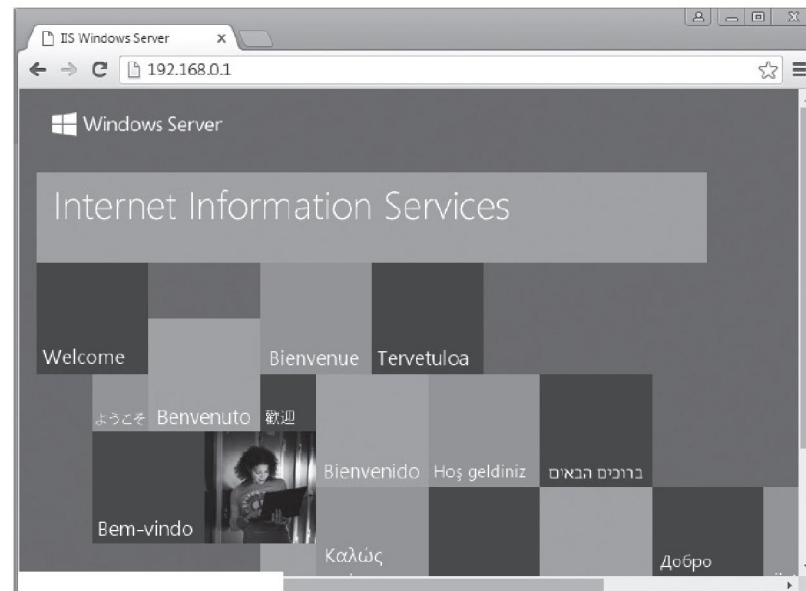 IIS Windows Server
192.168.0.1
Windows Server
Internet Information Services
Welcome
Bienvenue
Tervetuloa
ようこそ
Benvenuto
歡迎
Bienvenido
Hoş geldiniz
ברוכים הבאים
Bem-vindo
Καλώς
Добро